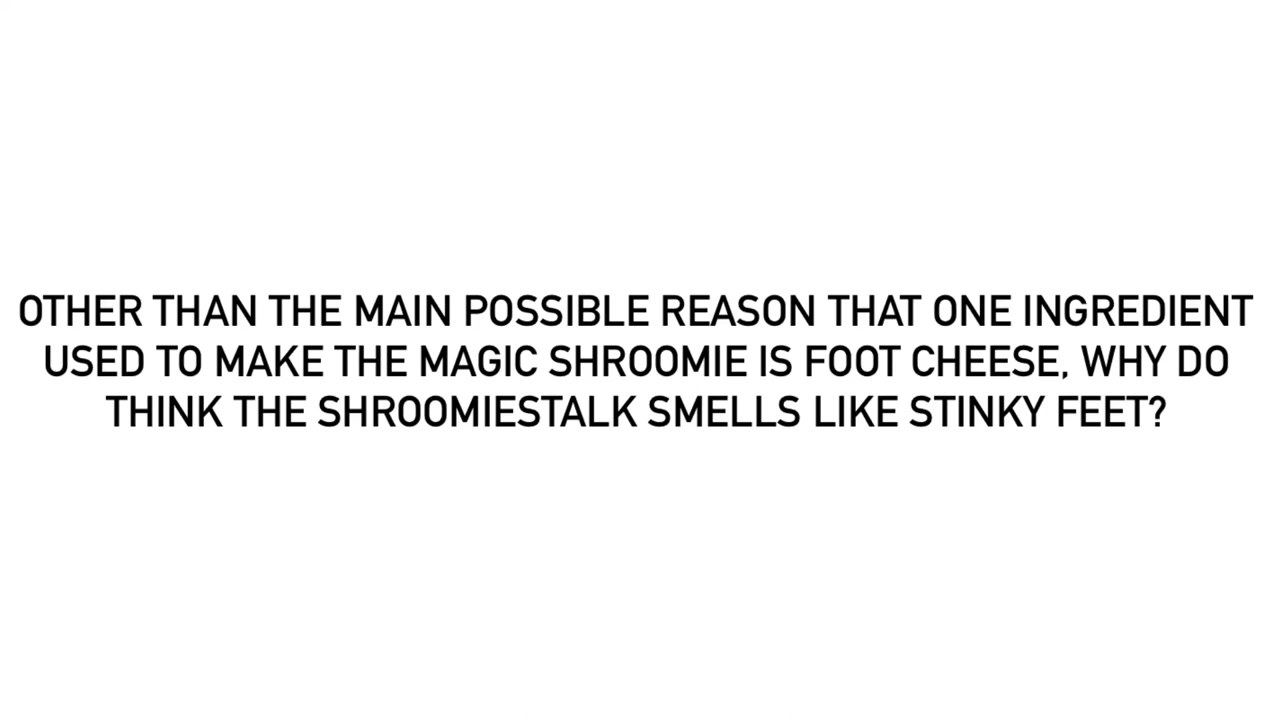 OTHER THAN THE MAIN POSSIBLE REASON THAT ONE INGREDIENT
USED TO MAKE THE MAGIC SHROOMIE IS FOOT CHEESE, WHY DO
THINK THE SHROOMIESTALK SMELLS LIKE STINKY FEET?